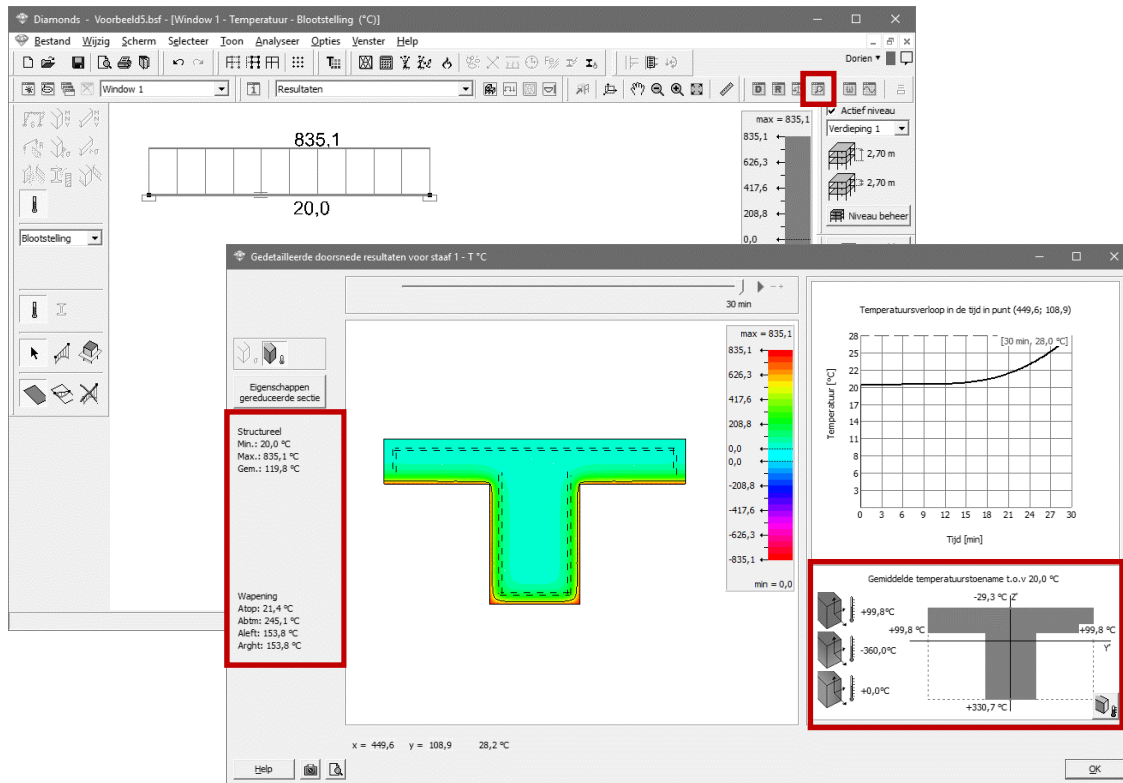 Diamonds - Voorbeeld5.bsf - [Window 1 - Temperatuur - Blootstelling (°C)]
Bestand Wijzig Scherm Selecteer Toon Analyseer Opties Venster Help
Dorien
Window 1
Resultaten
Actief niveau
Verdieping 1
2,70 m
2,70 m
Niveau beheer
Blootstelling
835,1
20,0
max = 835,1
835,1
626,3
417,6
208,8
0,0
Gedetailleerde doorsnede resultaten voor staaf 1 - T °C
30 min
Eigenschappen
gereduceerde sectie
Structureel
Min.: 20,0 °C
Max.: 835,1 °C
Gem.: 119,8 °C
Wapening
Atop: 21,4 °C
Abtm: 245,1 °C
Aleft: 153,8 °C
Arght: 153,8 °C
max = 835,1
835,1
626,3
417,6
208,8
0,0
0,0
-208,8
-417,6
-626,3
-835,1
min = 0,0
Temperatuursverloop in de tijd in punt (449,6; 108,9)
[30 min, 28,0 °C]
Temperatuur [°C]
28
25
22
20
17
14
11
8
6
3
0 3 6 9 12 15 18 21 24 27 30
Tijd [min]
Gemiddelde temperatuurstoename t.o.v 20,0 °C
-29,3 °C Z'
+99,8°C
+99,8 °C
+99,8 °C
Y'
-360,0°C
+0,0°C
+330,7 °C
x = 449,6 y = 108,9 28,2 °C
Help
OK